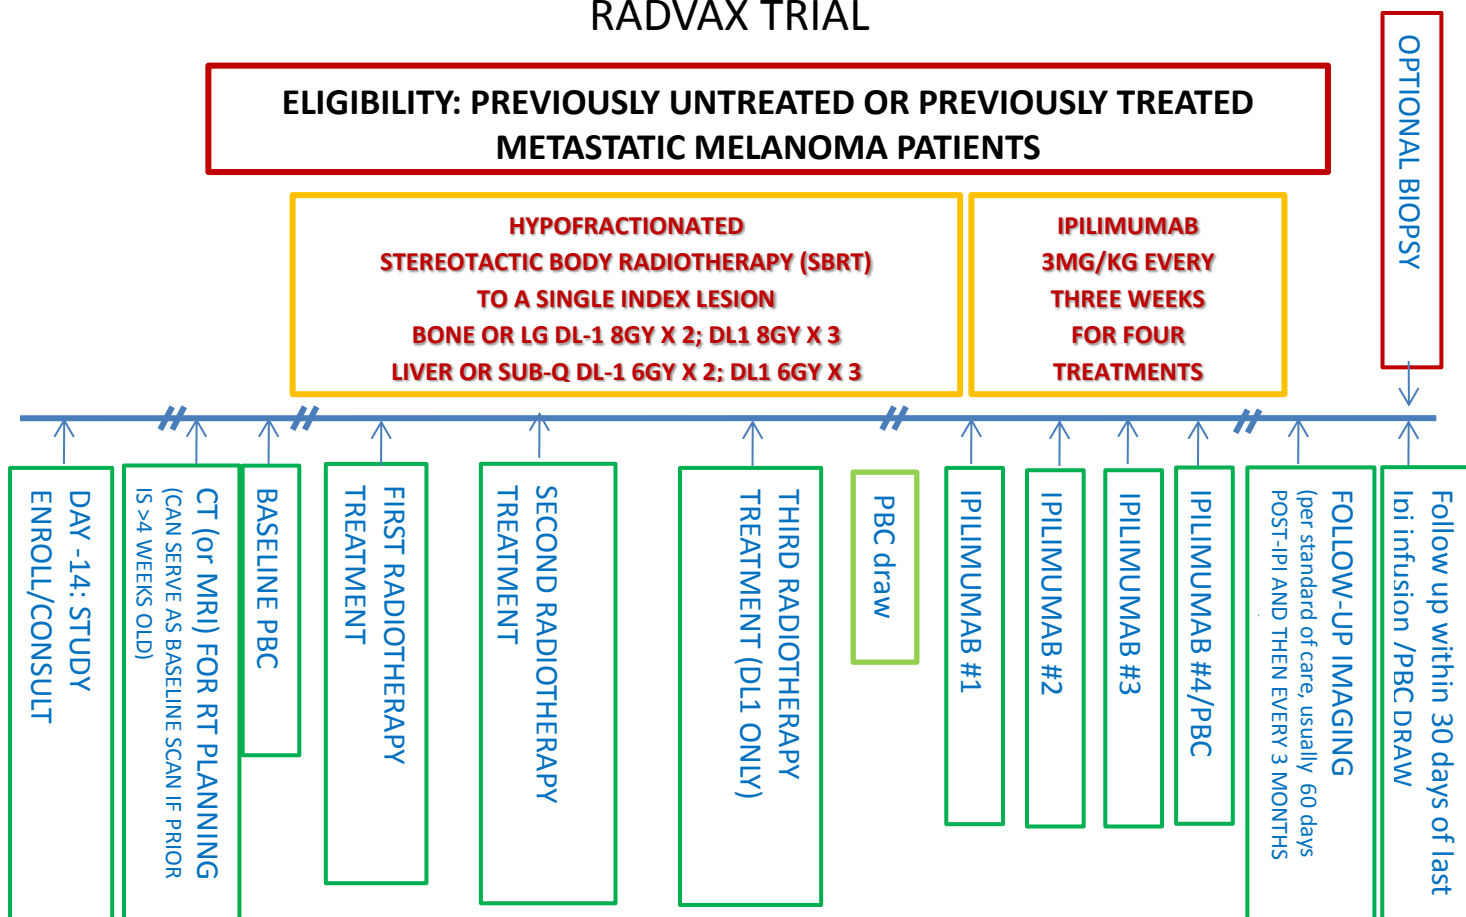 RADVAX TRIAL
ELIGIBILITY: PREVIOUSLY UNTREATED OR PREVIOUSLY TREATED
METASTATIC MELANOMA PATIENTS
HYPOFRACTIONATED
STEREOTACTIC BODY RADIOTHERAPY (SBRT)
TO A SINGLE INDEX LESION
BONE OR LG DL-1 8GY X 2; DL1 8GY X 3
LIVER OR SUB-Q DL-1 6GY X 2; DL1 6GY X 3
IPILIMUMAB
3MG/KG EVERY
THREE WEEKS
FOR FOUR
TREATMENTS
OPTIONAL BIOPSY
DAY -14: STUDY
ENROLL/CONSULT
CT (or MRI) FOR RT PLANNING
(CAN SERVE AS BASELINE SCAN IF PRIOR
IS >4 WEEKS OLD)
BASELINE PBC
FIRST RADIOTHERAPY
TREATMENT
SECOND RADIOTHERAPY
TREATMENT
THIRD RADIOTHERAPY
TREATMENT (DL1 ONLY)
PBC draw
IPILIMUMAB #1
IPILIMUMAB #2
IPILIMUMAB #3
IPILIMUMAB #4/PBC
FOLLOW-UP IMAGING
(per standard of care, usually 60 days
POST-IPI AND THEN EVERY 3 MONTHS
Follow up within 30 days of last
Ipi infusion /PBC DRAW